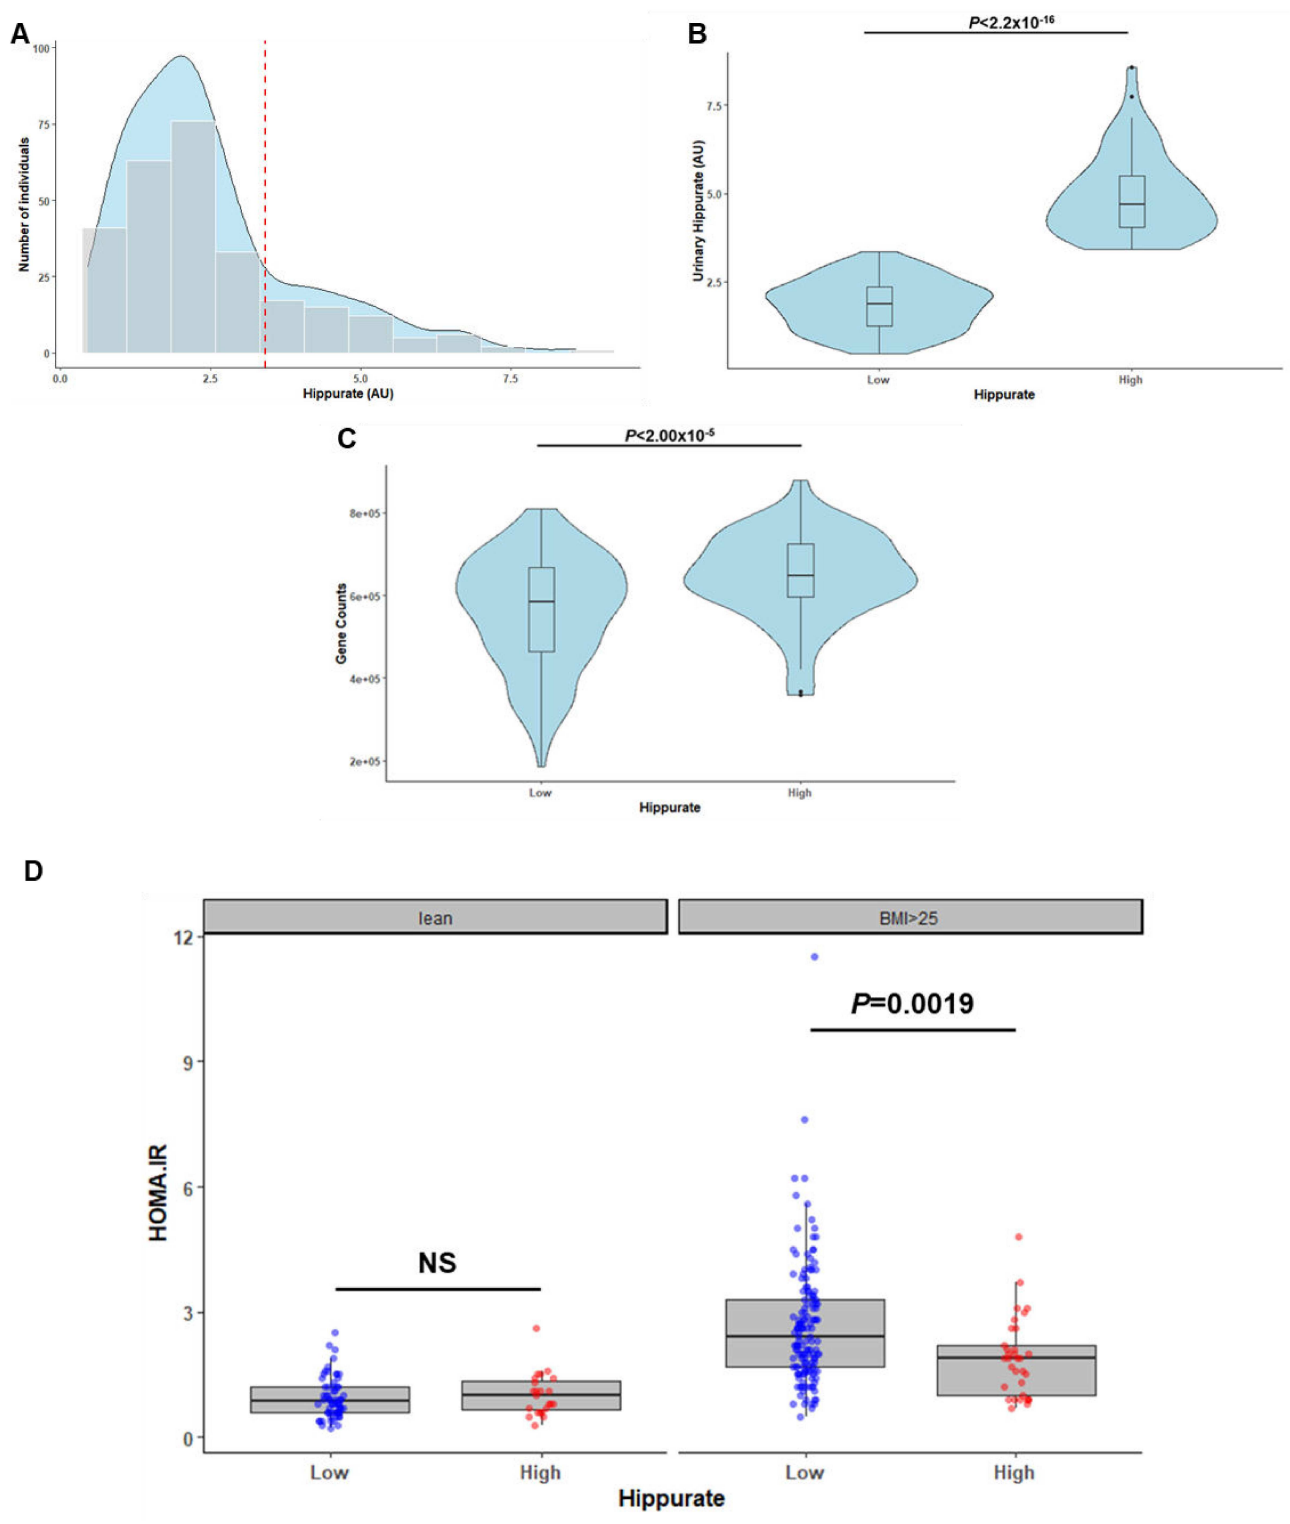 A
100
75
50
25
0
Number of individuals
0.0 2.5 5.0 7.5
Hippurate (AU)
B
P<2.2x10-16
7.5
5.0
2.5
Urinary Hippurate (AU)
Low High
Hippurate
C
P<2.00x10-5
8e+05
6e+05
4e+05
2e+05
Gene Counts
Low High
Hippurate
D
lean BMI>25
12
9
6
3
0
HOMA.IR
NS
P=0.0019
Low High Low High
Hippurate